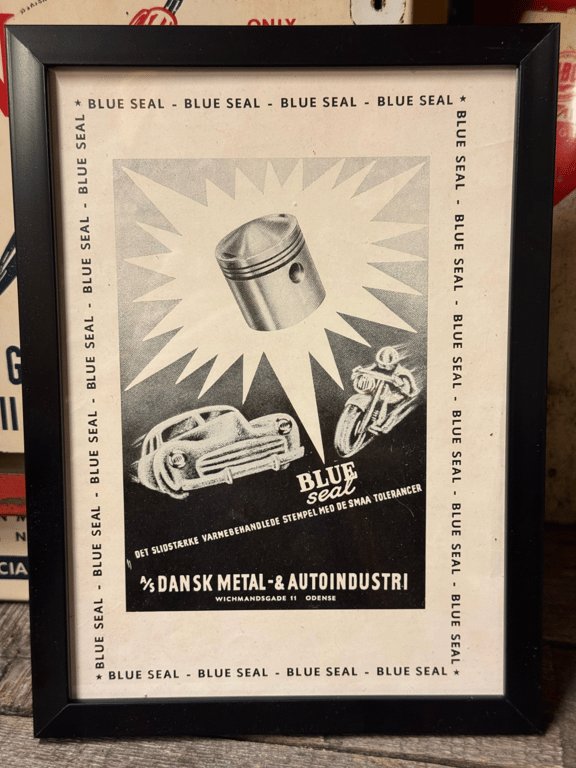 ONLY
★ BLUE SEAL - BLUE SEAL - BLUE SEAL - BLUE SEAL ★
BLUE SEAL - BLUE SEAL - BLUE SEAL - BLUE SEAL - BLUE SEAL - BLUE SEAL
BLUE SEAL - BLUE SEAL - BLUE SEAL - BLUE SEAL - BLUE SEAL - BLUE SEAL
BLUE
seal
DET SLIDSTÆRKE VARMEBEHANDLEDE STEMPEL MED DE SMAA TOLERANCER
A/S DANSK METAL- & AUTOINDUSTRI
WICHMANDSGADE 11 ODENSE
★ BLUE SEAL - BLUE SEAL - BLUE SEAL - BLUE SEAL ★